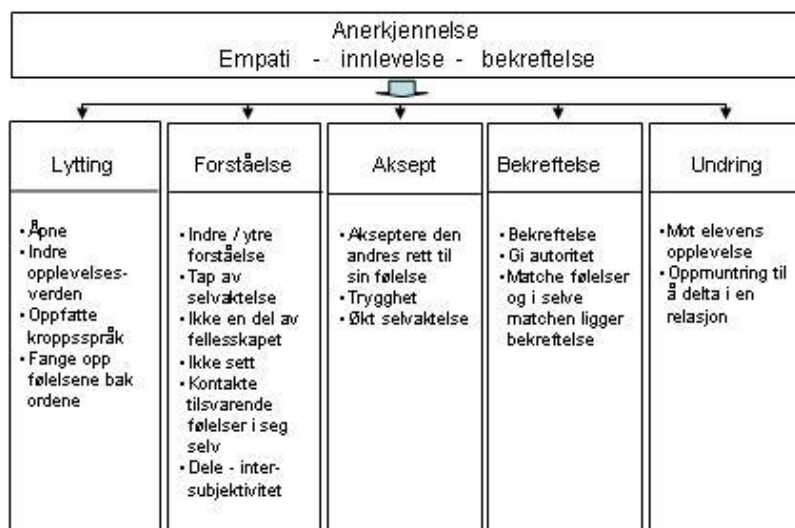 Anerkjennelse
Empati - innlevelse - bekreftelse
Lytting
• Åpne
• Indre
opplevelses-
verden
• Oppfatte
kroppsspråk
• Fange opp
følelsene bak
ordene
Forståelse
• Indre / ytre
forståelse
• Tap av
selvaktelse
• Ikke en del av
fellesskapet
• Ikke sett
• Kontakte
tilsvarende
følelser i seg
selv
• Dele - inter-
subjektivitet
Aksept
• Akseptere den
andres rett til
sin følelse
• Trygghet
• Økt selvaktelse
Bekreftelse
• Bekreftelse
• Gi autoritet
• Matche følelser
og i selve
matchen ligger
bekreftelse
Undring
• Mot elevens
opplevelse
• Oppmuntring til
å delta i en
relasjon